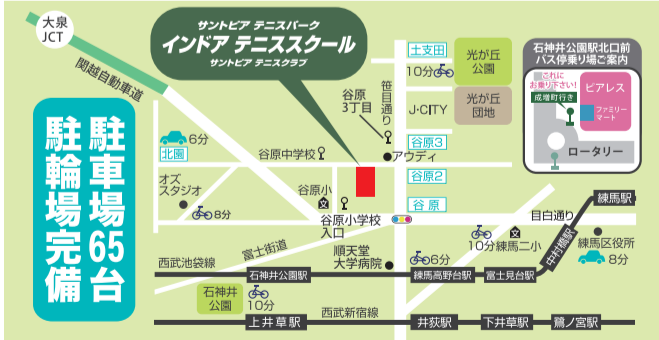 大泉
JCT
関越自動車道
サントピア テニスパーク
インドア テニススクール
サントピア テニスクラブ
駐車場65台
駐輪場完備
笹目通り
土支田
10分
光が丘
公園
J・CITY
光が丘
団地
谷原
3丁目
アウディ
谷原3
谷原2
谷原
石神井公園駅北口前
バス停乗り場ご案内
これに
お乗り下さい!
成増町行き
ピアレス
ファミリー
マート
ロータリー
6分
北園
谷原中学校
オズ
スタジオ
8分
谷原小
文
谷原小学校
入口
富士街道
順天堂
大学病院
6分
10分
文
練馬二小
目白通り
練馬駅
練馬区役所
8分
中村橋駅
西武池袋線
石神井公園駅
練馬高野台駅
富士見台駅
石神井
公園
10分
西武新宿線
上井草駅
井荻駅
下井草駅
鷺ノ宮駅